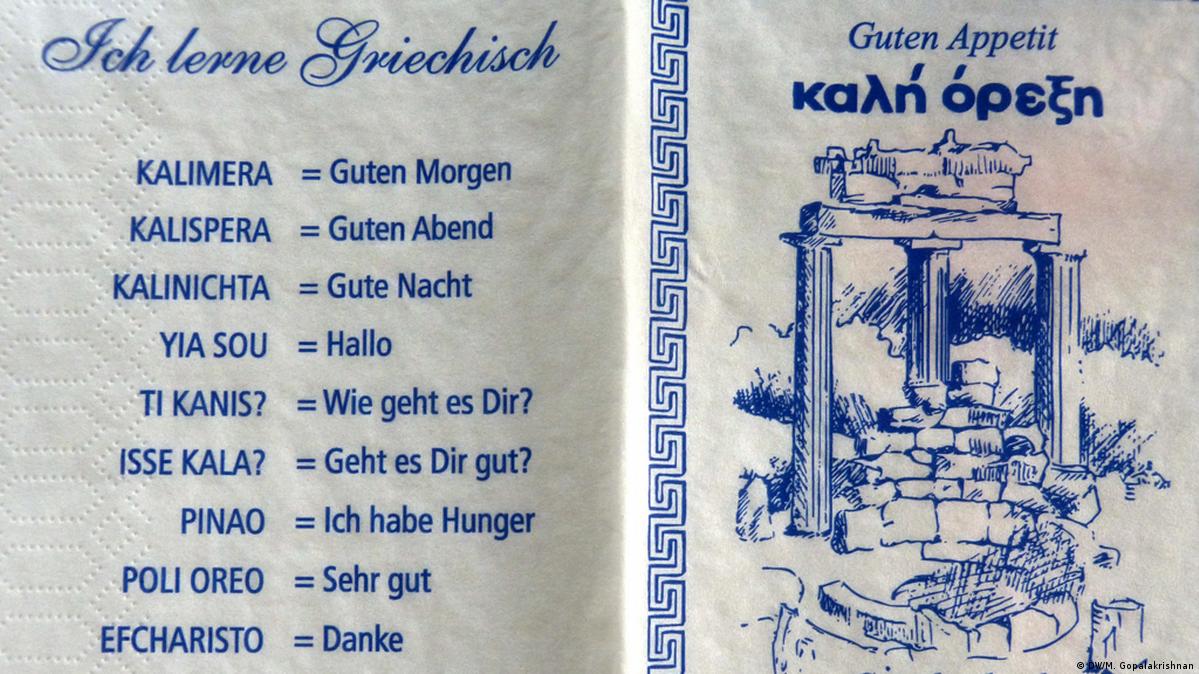 Ich lerne Griechisch
KALIMERA = Guten Morgen
KALISPERA = Guten Abend
KALINICHTA = Gute Nacht
YIA SOU = Hallo
TI KANIS? = Wie geht es Dir?
ISSE KALA? = Geht es Dir gut?
PINAO = Ich habe Hunger
POLI OREO = Sehr gut
EFCHARISTO = Danke
Guten Appetit
καλή όρεξη
© DW/M. Gopalakrishnan